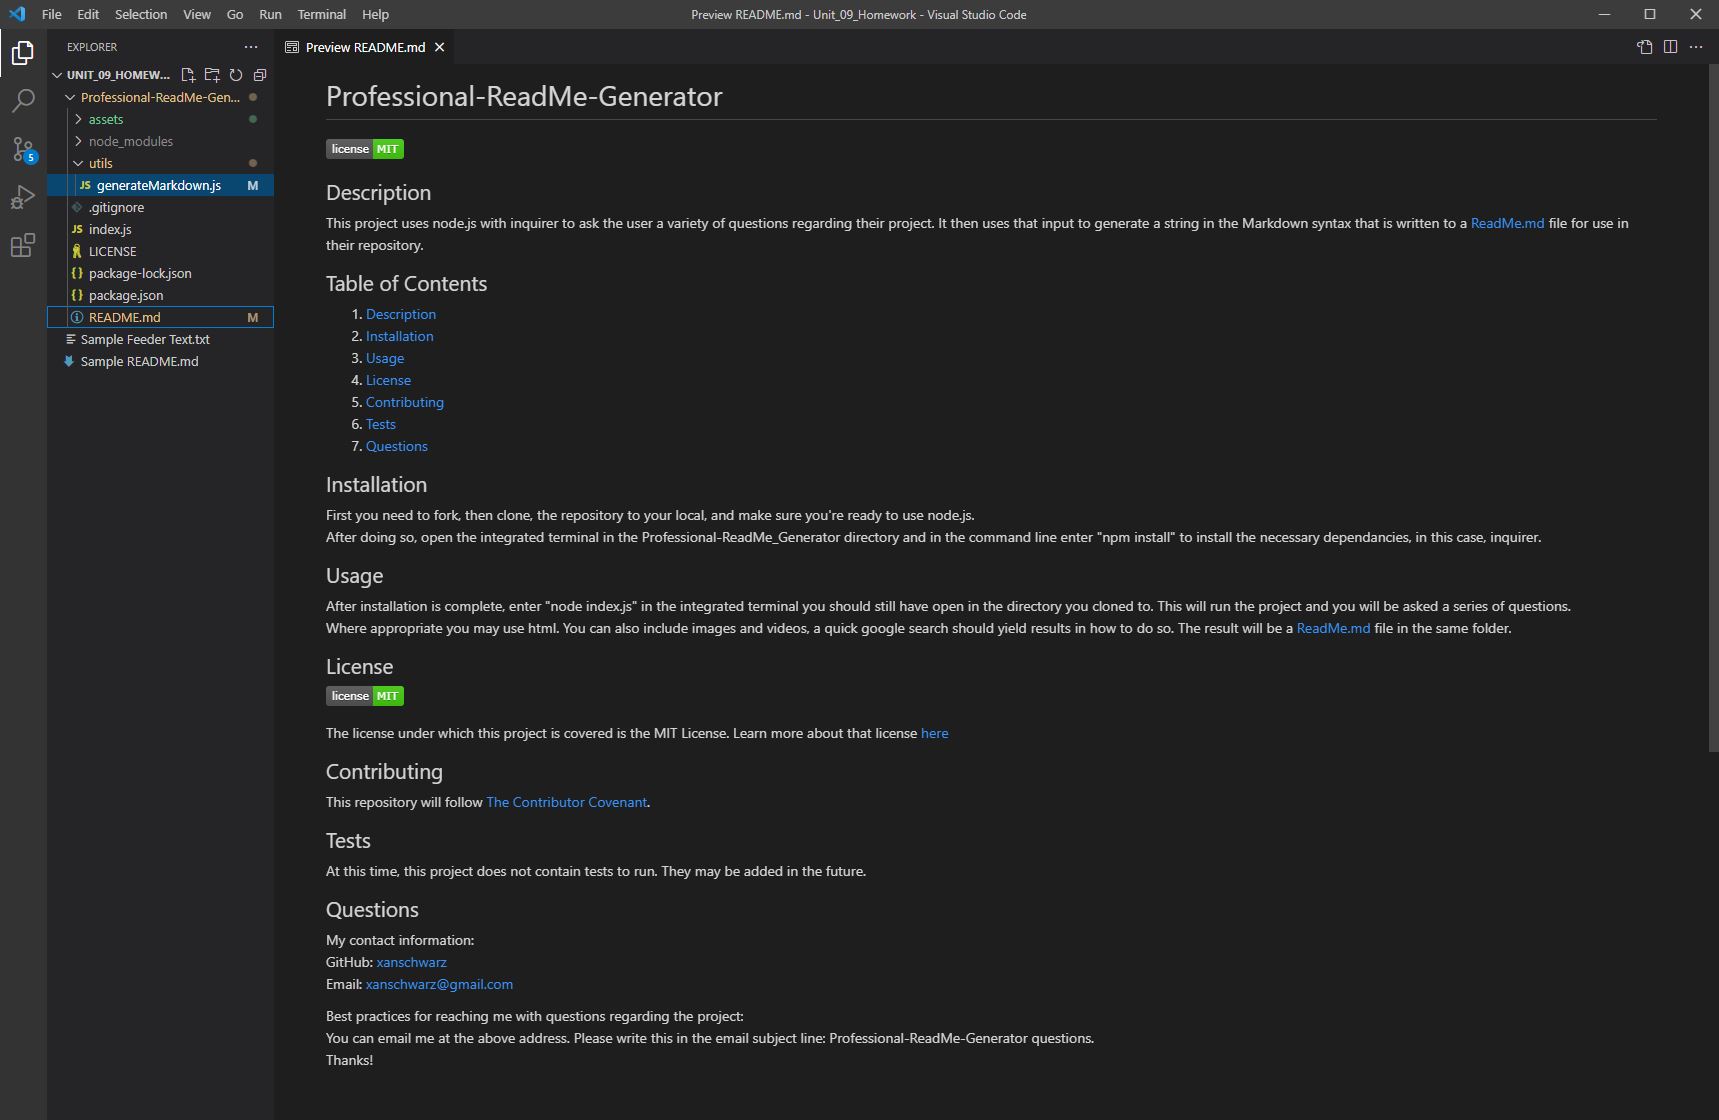 File Edit Selection View Go Run Terminal Help
Preview README.md - Unit_09_Homework - Visual Studio Code
EXPLORER
UNIT_09_HOMEW...
Professional-ReadMe-Gen...
assets
node_modules
utils
JS generateMarkdown.js M
.gitignore
JS index.js
LICENSE
{} package-lock.json
{} package.json
README.md M
Sample Feeder Text.txt
Sample README.md
5
Preview README.md
Professional-ReadMe-Generator
license MIT
Description
This project uses node.js with inquirer to ask the user a variety of questions regarding their project. It then uses that input to generate a string in the Markdown syntax that is written to a ReadMe.md file for use in
their repository.
Table of Contents
1. Description
2. Installation
3. Usage
4. License
5. Contributing
6. Tests
7. Questions
Installation
First you need to fork, then clone, the repository to your local, and make sure you're ready to use node.js.
After doing so, open the integrated terminal in the Professional-ReadMe_Generator directory and in the command line enter "npm install" to install the necessary dependancies, in this case, inquirer.
Usage
After installation is complete, enter "node index.js" in the integrated terminal you should still have open in the directory you cloned to. This will run the project and you will be asked a series of questions.
Where appropriate you may use html. You can also include images and videos, a quick google search should yield results in how to do so. The result will be a ReadMe.md file in the same folder.
License
license MIT
The license under which this project is covered is the MIT License. Learn more about that license here
Contributing
This repository will follow The Contributor Covenant.
Tests
At this time, this project does not contain tests to run. They may be added in the future.
Questions
My contact information:
GitHub: xanschwarz
Email: xanschwarz@gmail.com
Best practices for reaching me with questions regarding the project:
You can email me at the above address. Please write this in the email subject line: Professional-ReadMe-Generator questions.
Thanks!